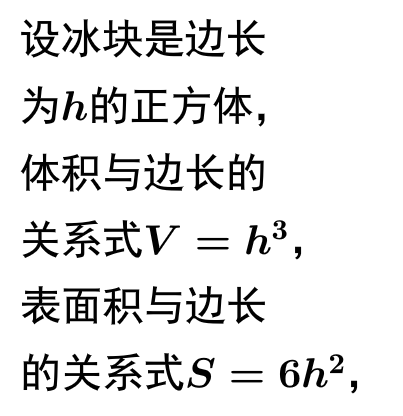 设冰块是边长
为h的正方体，
体积与边长的
关系式V = h³，
表面积与边长
的关系式S = 6h²，